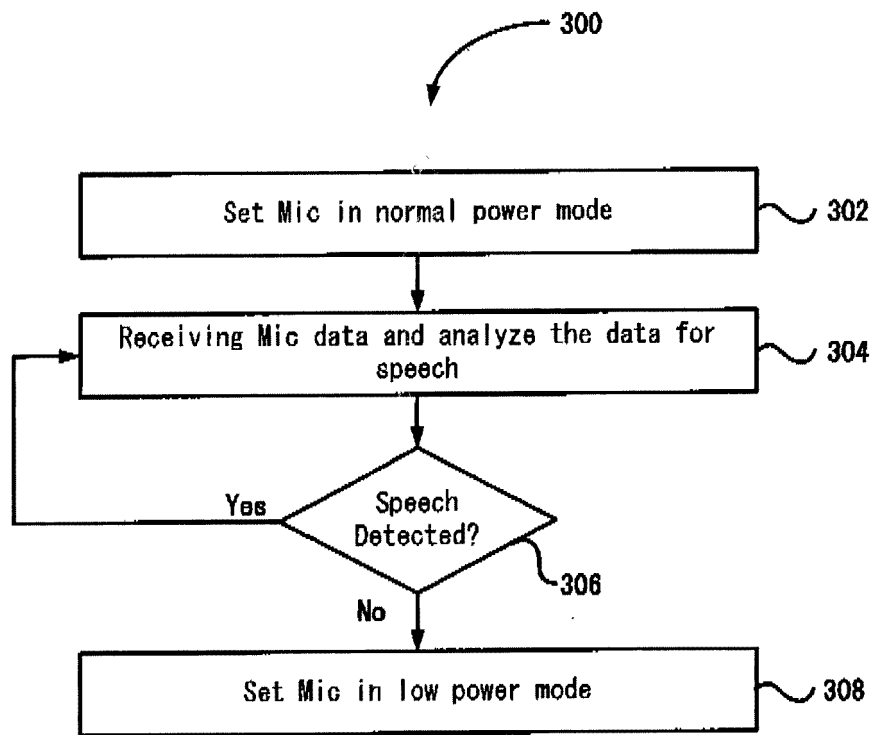 300
Set Mic in normal power mode
302
Receiving Mic data and analyze the data for
speech
304
Yes
Speech
Detected?
306
No
Set Mic in low power mode
308